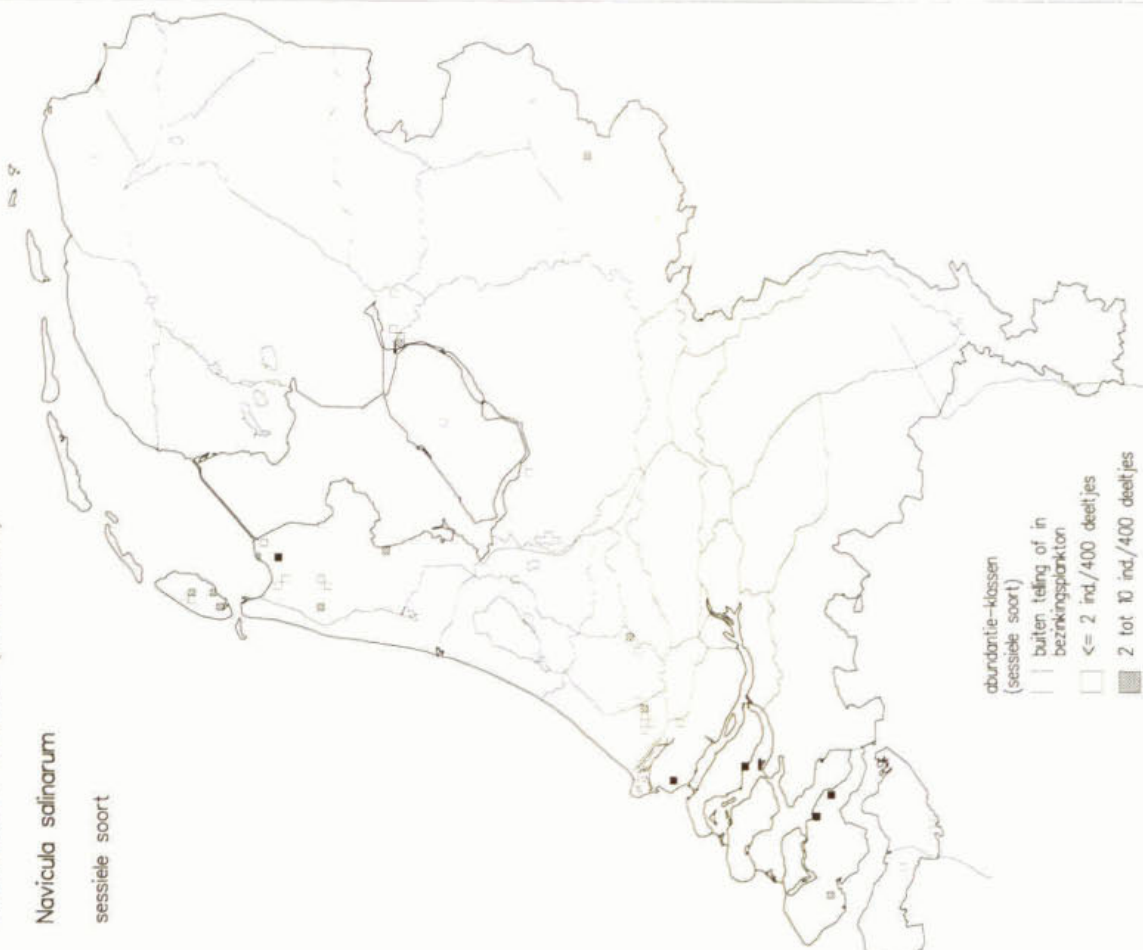 Navicula salinarum
sessiele soort
abundantie-klassen
(sessiele soort)
buiten telling of in
bezinkingsplankton
<= 2 ind./400 deeltjes
2 tot 10 ind./400 deeltjes